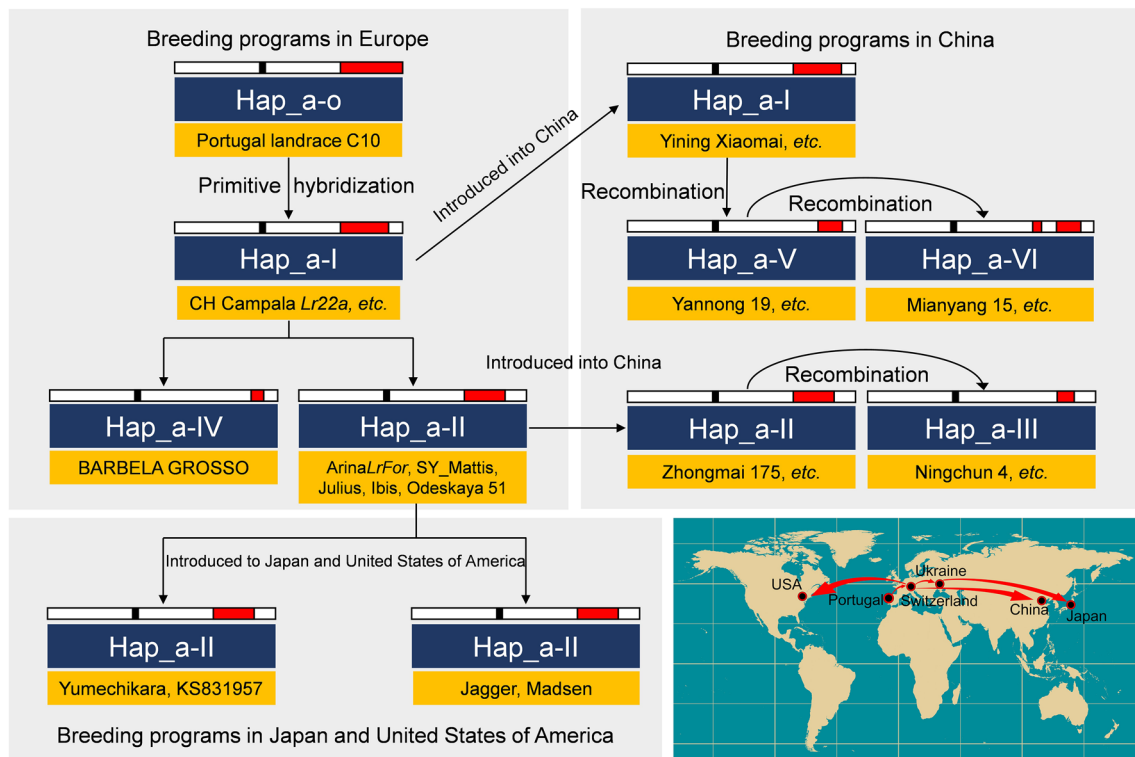 Breeding programs in Europe
Hap_a-o
Portugal landrace C10
Primitive hybridization
Hap_a-I
CH Campala Lr22a, etc.
Hap_a-IV
BARBELA GROSSO
Hap_a-II
ArinaLrFor, SY_Mattis,
Julius, Ibis, Odeskaya 51
Introduced into China
Introduced into China
Breeding programs in China
Hap_a-I
Yining Xiaomai, etc.
Recombination
Recombination
Hap_a-V
Yannong 19, etc.
Hap_a-VI
Mianyang 15, etc.
Recombination
Hap_a-II
Zhongmai 175, etc.
Hap_a-III
Ningchun 4, etc.
Introduced to Japan and United States of America
Hap_a-II
Yumechikara, KS831957
Hap_a-II
Jagger, Madsen
Breeding programs in Japan and United States of America
USA
Portugal
Ukraine
Switzerland
China
Japan